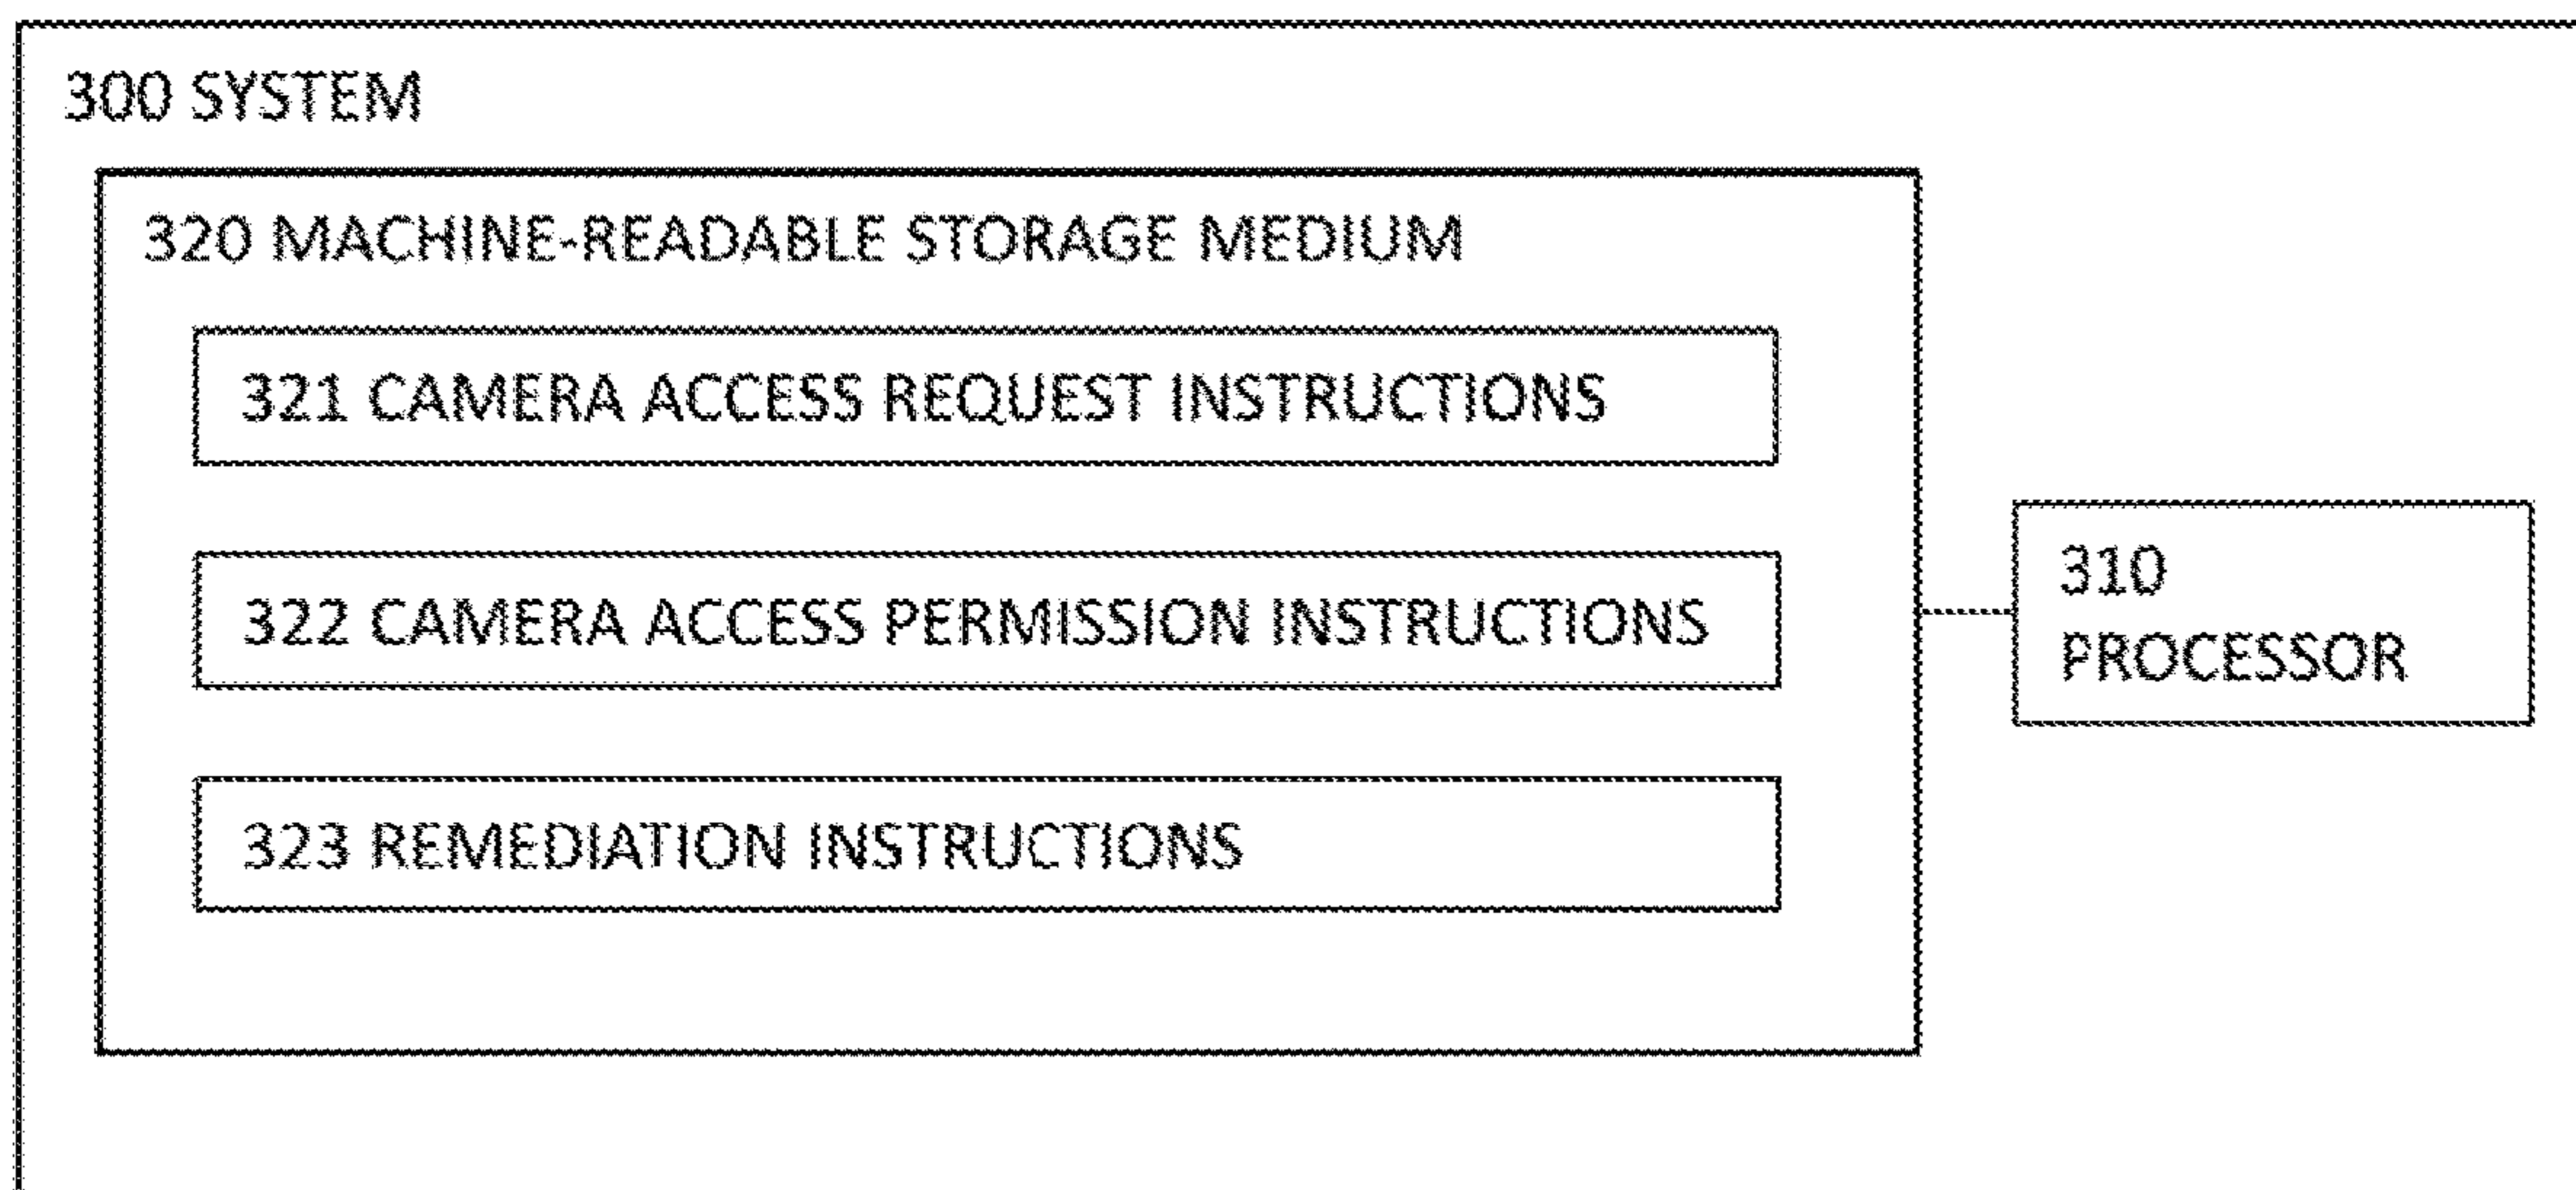 300 SYSTEM
320 MACHINE-READABLE STORAGE MEDIUM
321 CAMERA ACCESS REQUEST INSTRUCTIONS
322 CAMERA ACCESS PERMISSION INSTRUCTIONS
323 REMEDIATION INSTRUCTIONS
310
PROCESSOR